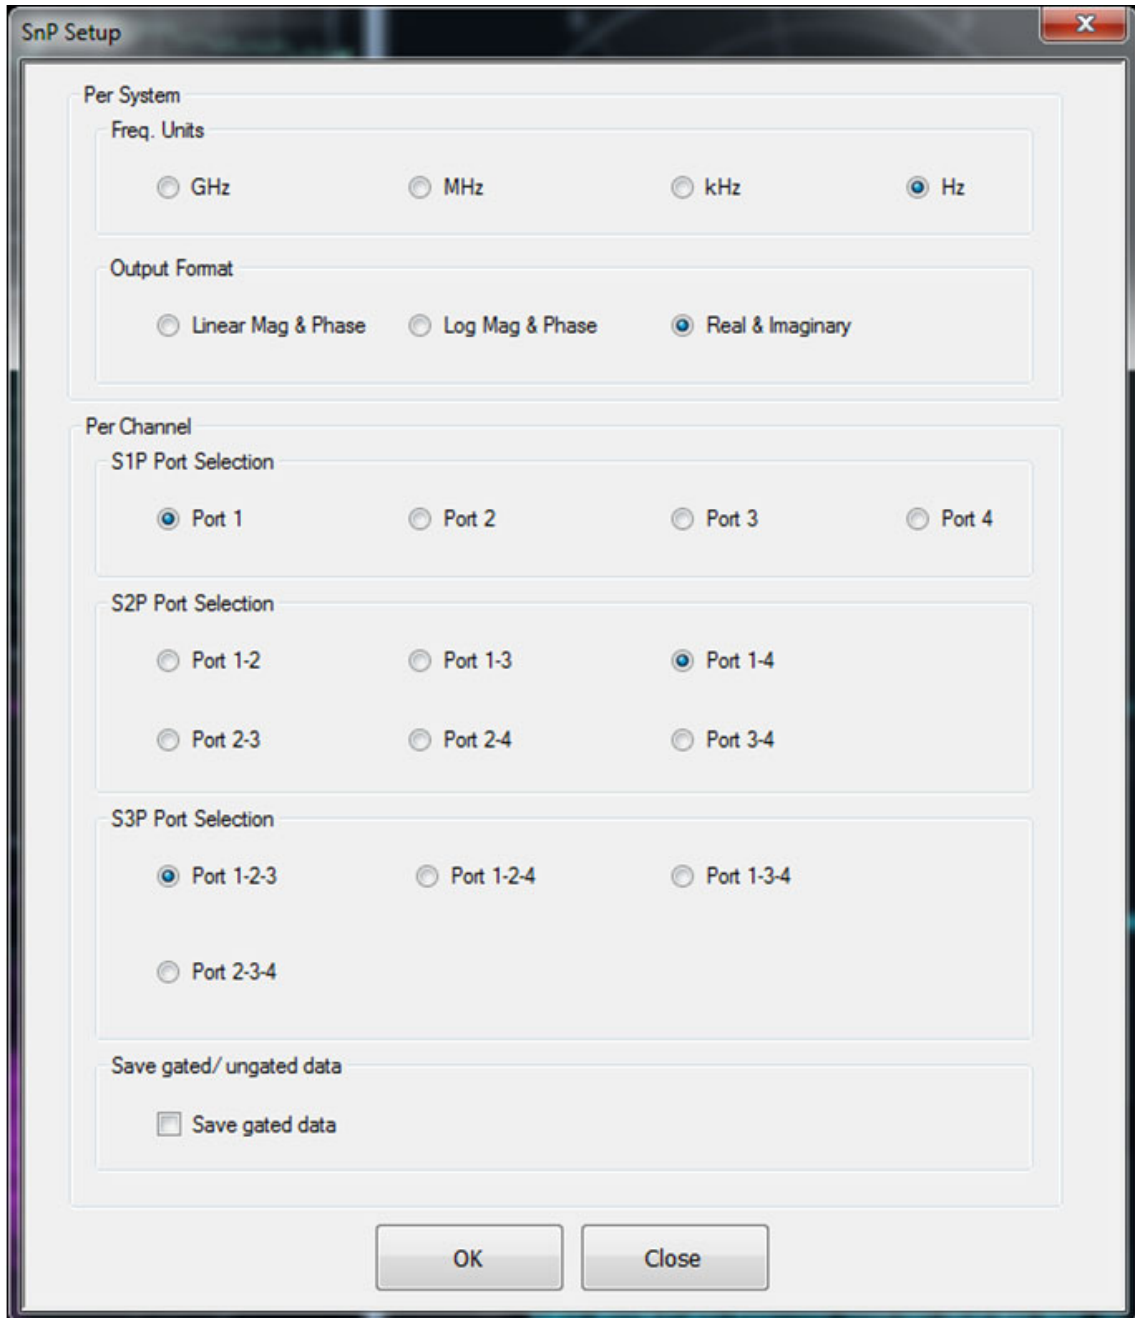 SnP Setup
Per System
Freq. Units
GHz MHz kHz Hz
Output Format
Linear Mag & Phase Log Mag & Phase Real & Imaginary
Per Channel
S1P Port Selection
Port 1 Port 2 Port 3 Port 4
S2P Port Selection
Port 1-2 Port 1-3 Port 1-4
Port 2-3 Port 2-4 Port 3-4
S3P Port Selection
Port 1-2-3 Port 1-2-4 Port 1-3-4
Port 2-3-4
Save gated/ ungated data
Save gated data
OK Close